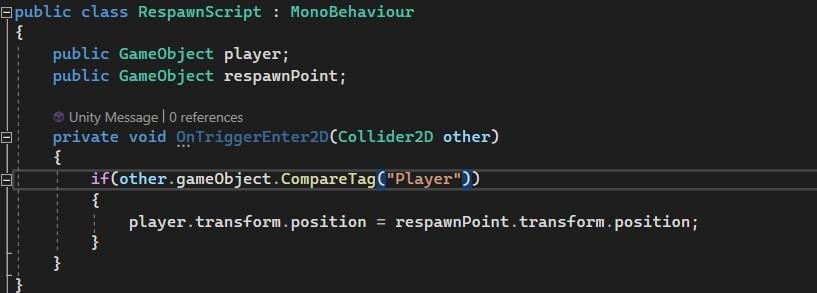 public class RespawnScript : MonoBehaviour
{
public GameObject player;
public GameObject respawnPoint;
Unity Message | 0 references
private void OnTriggerEnter2D(Collider2D other)
{
if(other.gameObject.CompareTag("Player"))
{
player.transform.position = respawnPoint.transform.position;
}
}
}